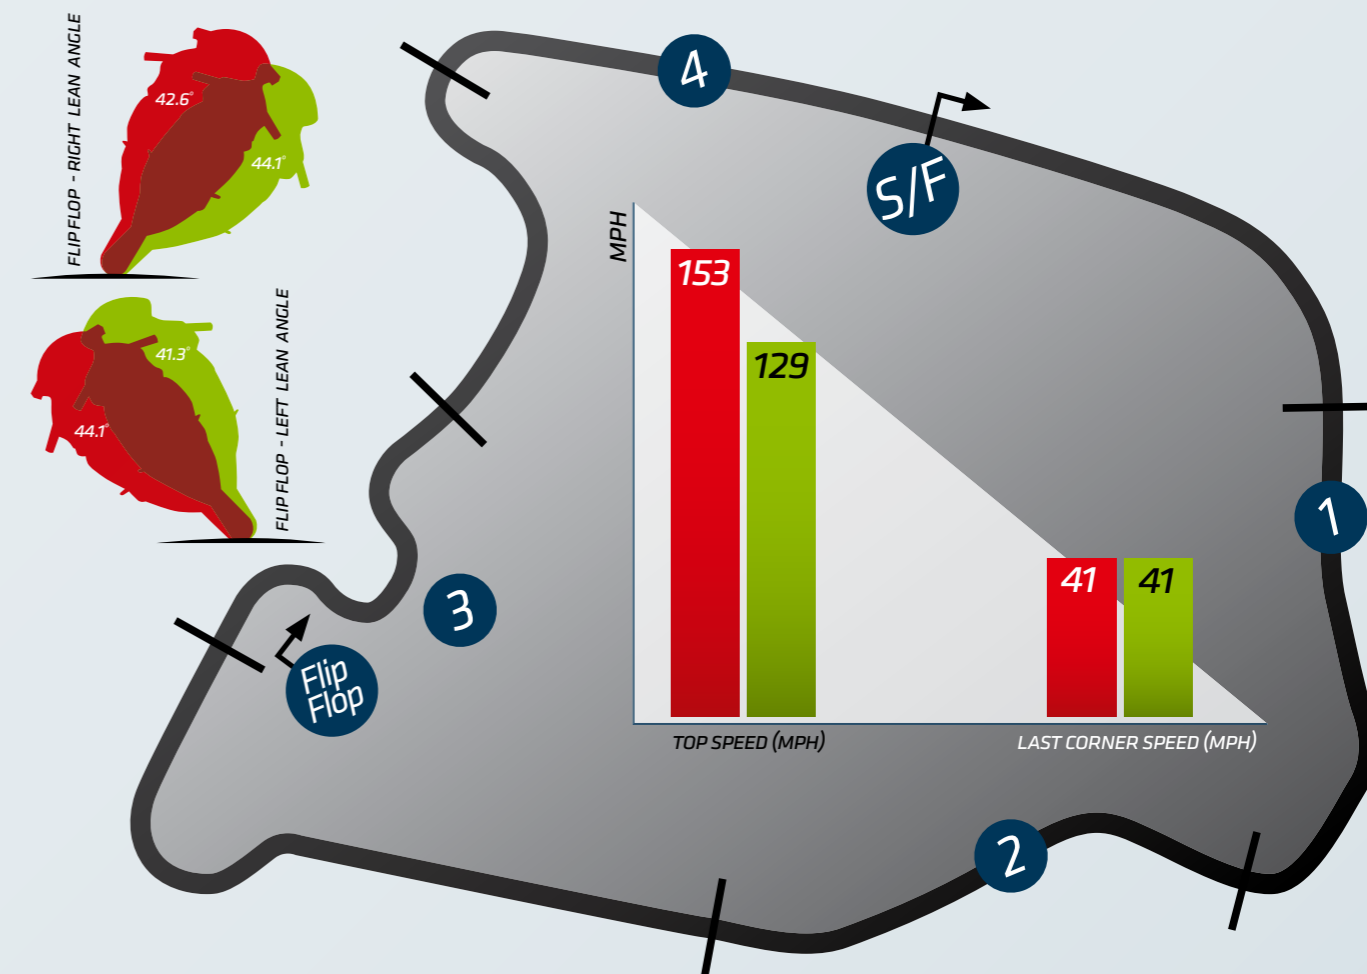 FLIP FLOP - RIGHT LEAN ANGLE
42.6°
44.1°
FLIP FLOP - LEFT LEAN ANGLE
41.3°
44.1°
4
S/F
1
2
3
Flip
Flop
MPH
153
129
41
41
TOP SPEED (MPH)
LAST CORNER SPEED (MPH)